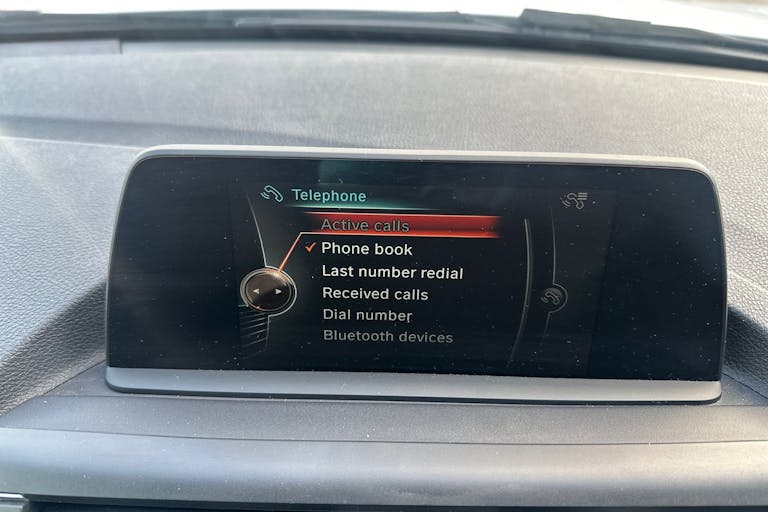 Telephone
Active calls
Phone book
Last number redial
Received calls
Dial number
Bluetooth devices